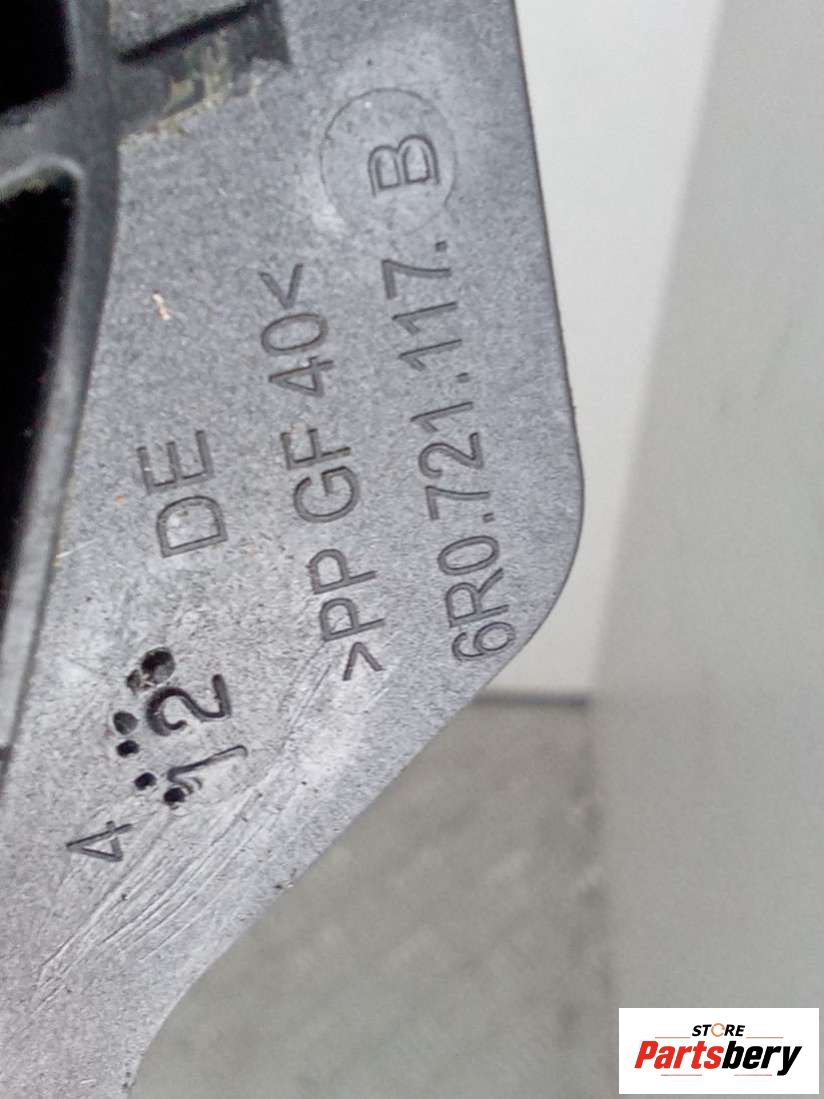 6R0.721.117. B
>PP GF 40<
DE
12
4
STORE
Partsbery